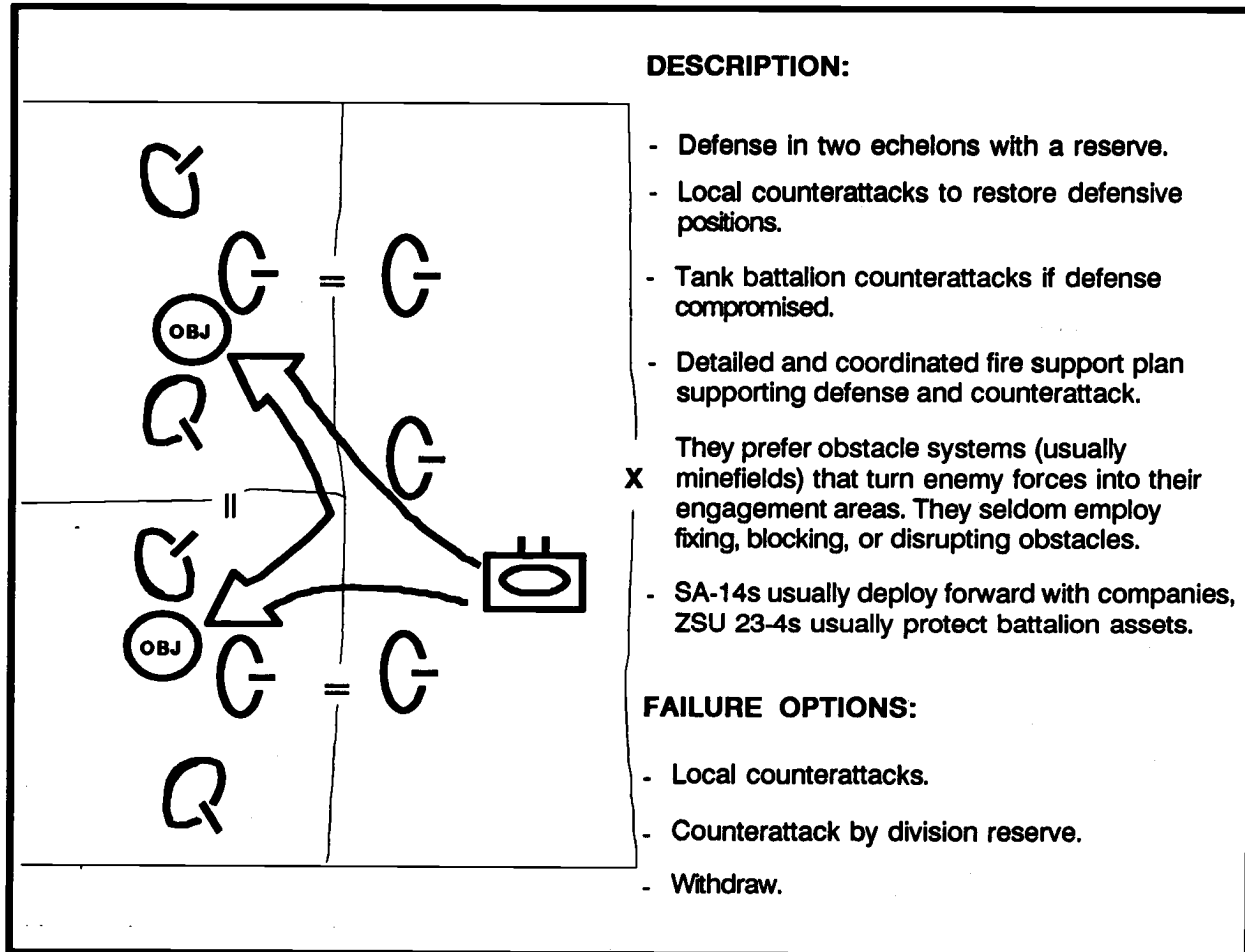 DESCRIPTION:
- Defense in two echelons with a reserve.
- Local counterattacks to restore defensive
positions.
- Tank battalion counterattacks if defense
compromised.
- Detailed and coordinated fire support plan
supporting defense and counterattack.
They prefer obstacle systems (usually
X minefields) that turn enemy forces into their
engagement areas. They seldom employ
fixing, blocking, or disrupting obstacles.
- SA-14s usually deploy forward with companies,
ZSU 23-4s usually protect battalion assets.
FAILURE OPTIONS:
- Local counterattacks.
- Counterattack by division reserve.
- Withdraw.
OBJ
OBJ